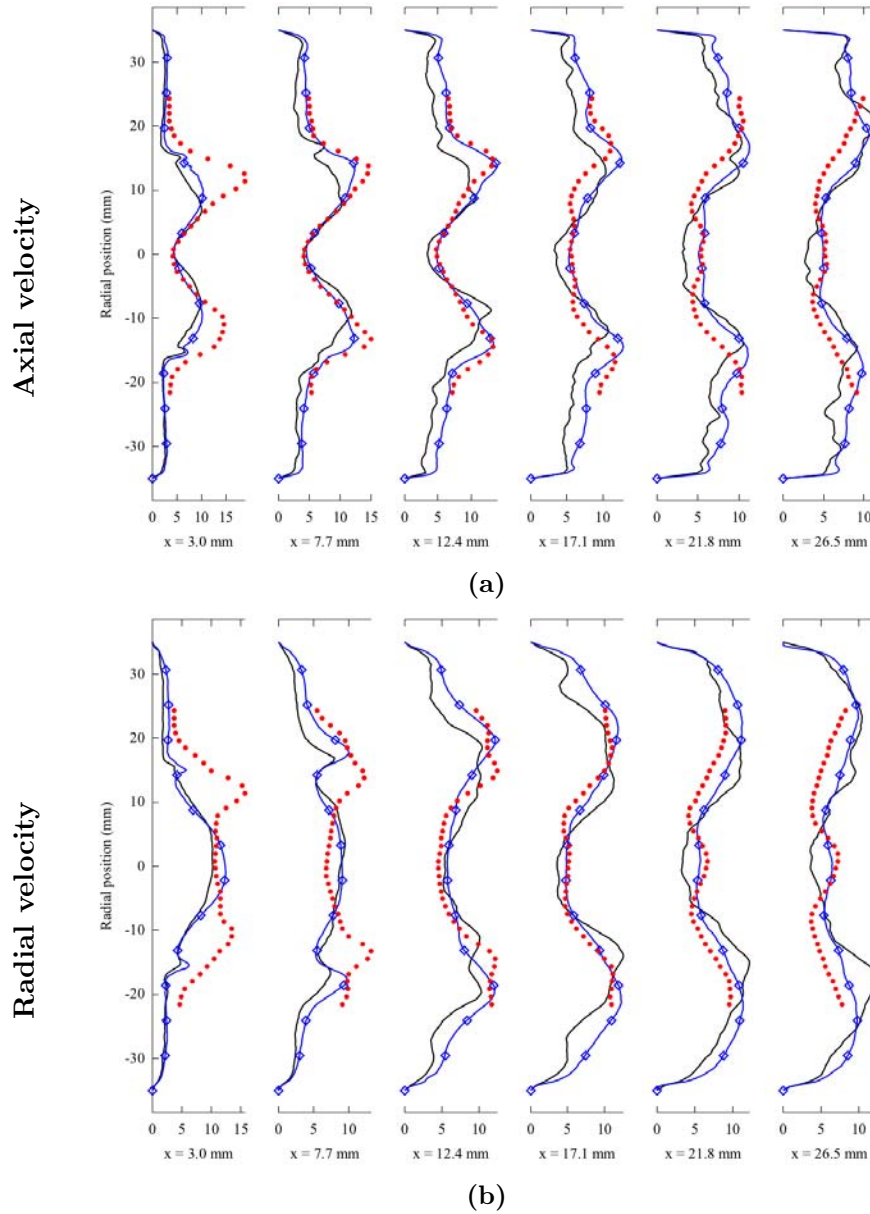 Axial velocity
Radial position (mm)
30
20
10
0
-10
-20
-30
0 5 10 0 5 10 15 0 5 10 0 5 10 0 5 10 0 5 10
x = 3.0 mm x = 7.7 mm x = 12.4 mm x = 17.1 mm x = 21.8 mm x = 26.5 mm
(a)
Radial velocity
Radial position (mm)
30
20
10
0
-10
-20
-30
0 5 10 15 0 5 10 0 5 10 0 5 10 0 5 10 0 5 10
x = 3.0 mm x = 7.7 mm x = 12.4 mm x = 17.1 mm x = 21.8 mm x = 26.5 mm
(b)